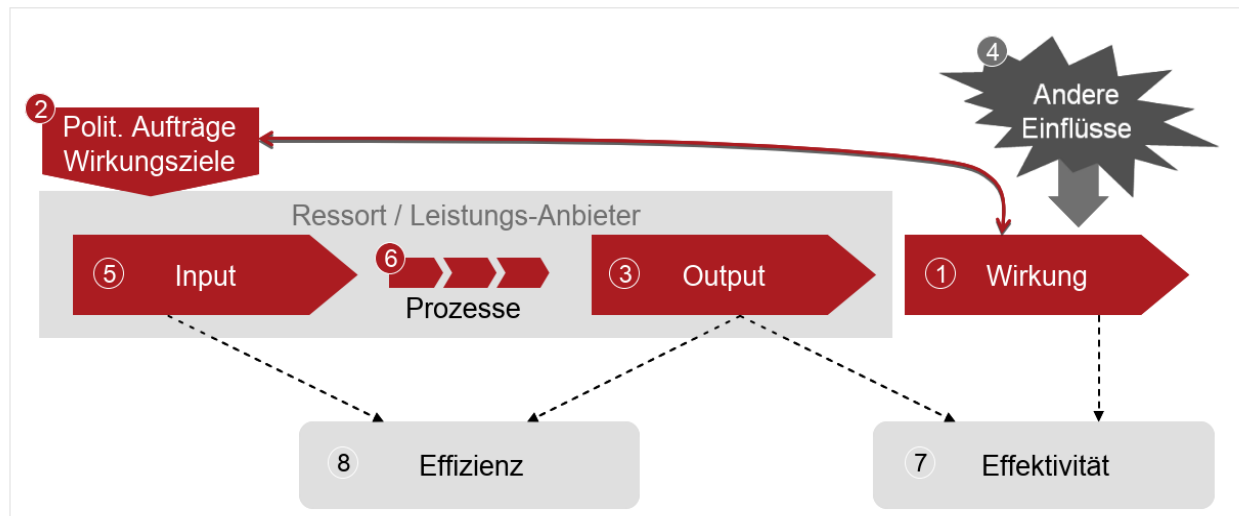 4
Andere
Einflüsse
2
Polit. Aufträge
Wirkungsziele
Ressort / Leistungs-Anbieter
5 Input
6
Prozesse
3 Output
1 Wirkung
8 Effizienz
7 Effektivität